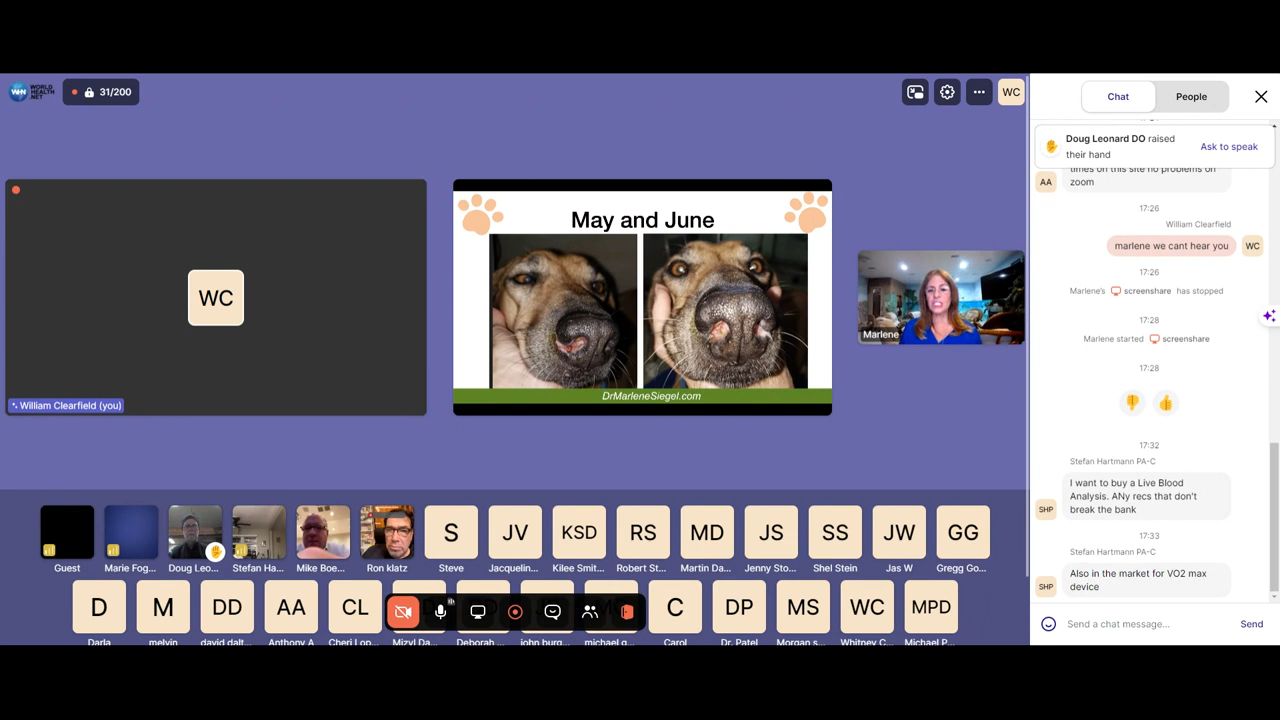 WORLD
HEALTH
.NET
31/200
WC
WC
William Clearfield (you)
May and June
DrMarleneSiegel.com
Marlene
Chat
People
Doug Leonard DO raised
their hand
Ask to speak
times on this site no problems on
zoom
AA
17:26
William Clearfield
marlene we cant hear you
WC
17:26
Marlene's screenshare has stopped
17:28
Marlene started screenshare
17:28
17:32
Stefan Hartmann PA-C
I want to buy a Live Blood
Analysis. ANy recs that don't
break the bank
SHP
17:33
Stefan Hartmann PA-C
Also in the market for VO2 max
device
SHP
Send a chat message...
Send
S
JV
KSD
RS
MD
JS
SS
JW
GG
Guest
Marie Fog...
Doug Leo...
Stefan Ha...
Mike Boe...
Ron klatz
Steve
Jacquelin...
Kilee Smit...
Robert St...
Martin Da...
Jenny Sto...
Shel Stein
Jas W
Gregg Go...
D
M
DD
AA
CL
C
DP
MS
WC
MPD
Darla
melvin
david dalt...
Anthony A...
Cheri Lop...
Mizyl Da...
Deborah ...
john burg...
michael g...
Carol
Dr. Patel
Morgan s...
Whitney C...
Michael P...